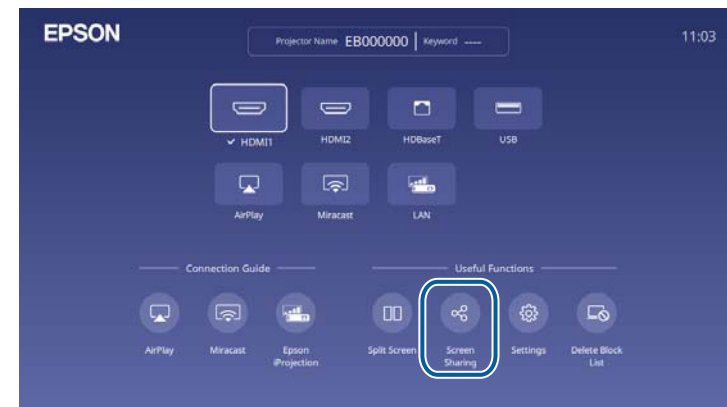 EPSON
Projector Name EB000000 | Keyword ----
11:03
HDMI1
HDMI2
HDBaseT
USB
AirPlay
Miracast
LAN
Connection Guide
Useful Functions
AirPlay
Miracast
Epson
iProjection
Split Screen
Screen
Sharing
Settings
Delete Block
List